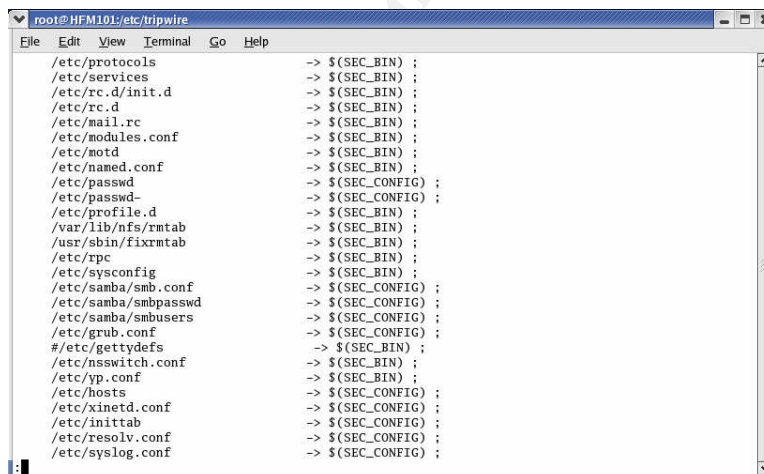 root@HFM101:/etc/tripwire
File Edit View Terminal Go Help
/etc/protocols -> $(SEC_BIN) ;
/etc/services -> $(SEC_BIN) ;
/etc/rc.d/init.d -> $(SEC_BIN) ;
/etc/rc.d -> $(SEC_BIN) ;
/etc/mail.rc -> $(SEC_BIN) ;
/etc/modules.conf -> $(SEC_BIN) ;
/etc/motd -> $(SEC_BIN) ;
/etc/named.conf -> $(SEC_BIN) ;
/etc/passwd -> $(SEC_CONFIG) ;
/etc/passwd- -> $(SEC_CONFIG) ;
/etc/profile.d -> $(SEC_BIN) ;
/var/lib/nfs/rmtab -> $(SEC_BIN) ;
/usr/sbin/fixrmtab -> $(SEC_BIN) ;
/etc/rpc -> $(SEC_BIN) ;
/etc/sysconfig -> $(SEC_BIN) ;
/etc/samba/smb.conf -> $(SEC_CONFIG) ;
/etc/samba/smbpasswd -> $(SEC_CONFIG) ;
/etc/samba/smbusers -> $(SEC_CONFIG) ;
/etc/grub.conf -> $(SEC_CONFIG) ;
#/etc/gettydefs -> $(SEC_BIN) ;
/etc/nsswitch.conf -> $(SEC_BIN) ;
/etc/yp.conf -> $(SEC_BIN) ;
/etc/hosts -> $(SEC_CONFIG) ;
/etc/xinetd.conf -> $(SEC_CONFIG) ;
/etc/inittab -> $(SEC_CONFIG) ;
/etc/resolv.conf -> $(SEC_CONFIG) ;
/etc/syslog.conf -> $(SEC_CONFIG) ;
: